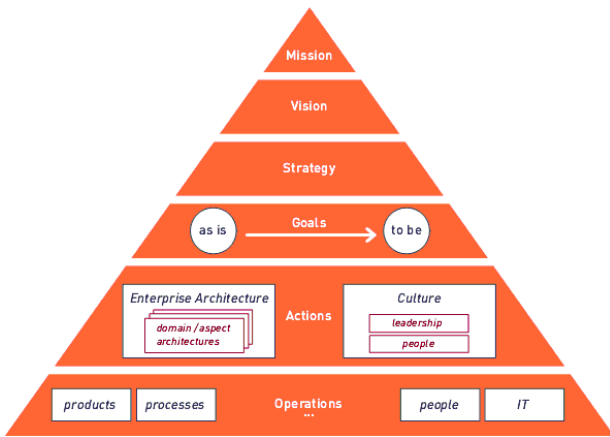 Mission
Vision
Strategy
as is
Goals
to be
Enterprise Architecture
domain / aspect
architectures
Actions
Culture
leadership
people
products
processes
Operations
...
people
IT